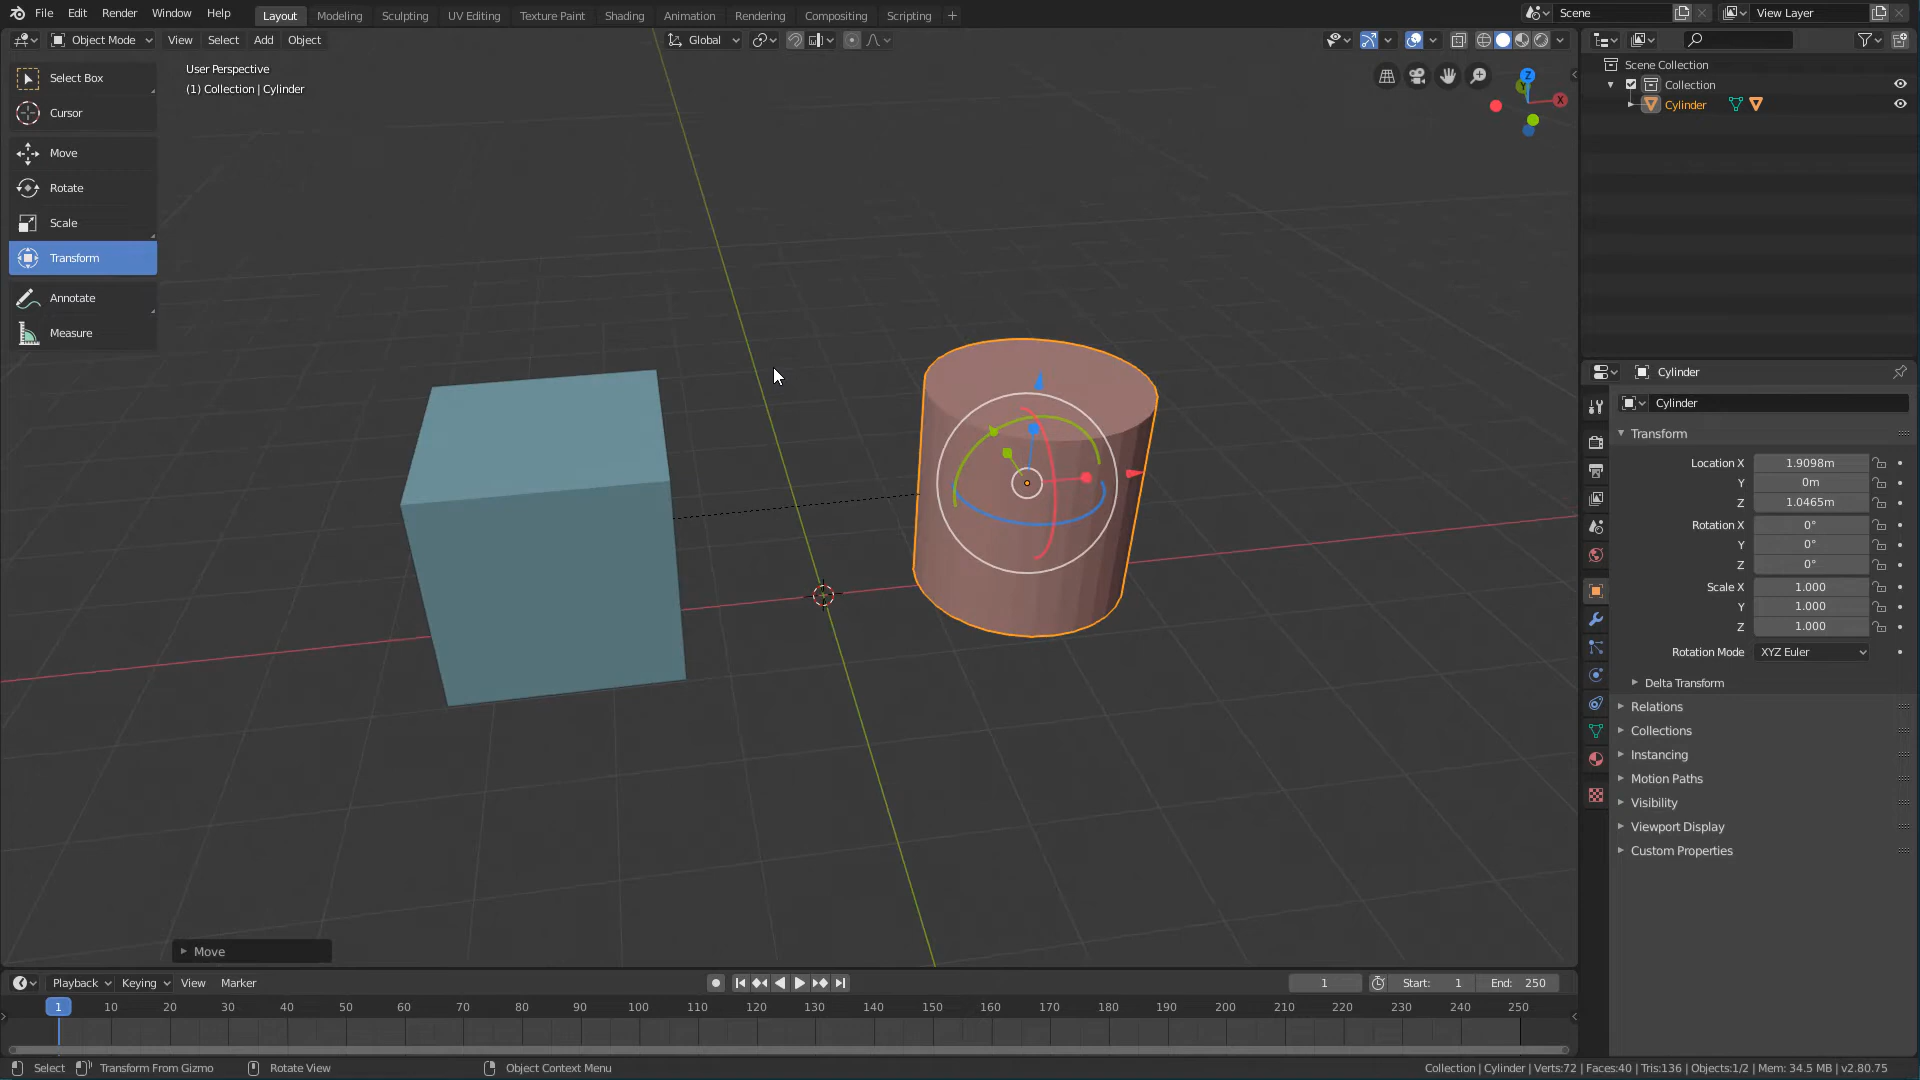 File Edit Render Window Help Layout Modeling Sculpting UV Editing Texture Paint Shading Animation Rendering Compositing Scripting + Scene View Layer
Object Mode View Select Add Object Global
User Perspective
(1) Collection | Cylinder
Select Box
Cursor
Move
Rotate
Scale
Transform
Annotate
Measure
Z
Y
X
Move
Scene Collection
Collection
Cylinder
Cylinder
Cylinder
Transform
Location X 1.9098m
Y 0m
Z 1.0465m
Rotation X 0°
Y 0°
Z 0°
Scale X 1.000
Y 1.000
Z 1.000
Rotation Mode XYZ Euler
Delta Transform
Relations
Collections
Instancing
Motion Paths
Visibility
Viewport Display
Custom Properties
Playback Keying View Marker 1 Start: 1 End: 250
1 10 20 30 40 50 60 70 80 90 100 110 120 130 140 150 160 170 180 190 200 210 220 230 240 250
Select Transform From Gizmo Rotate View Object Context Menu Collection | Cylinder | Verts:72 | Faces:40 | Tris:136 | Objects:1/2 | Mem: 34.5 MB | v2.80.75